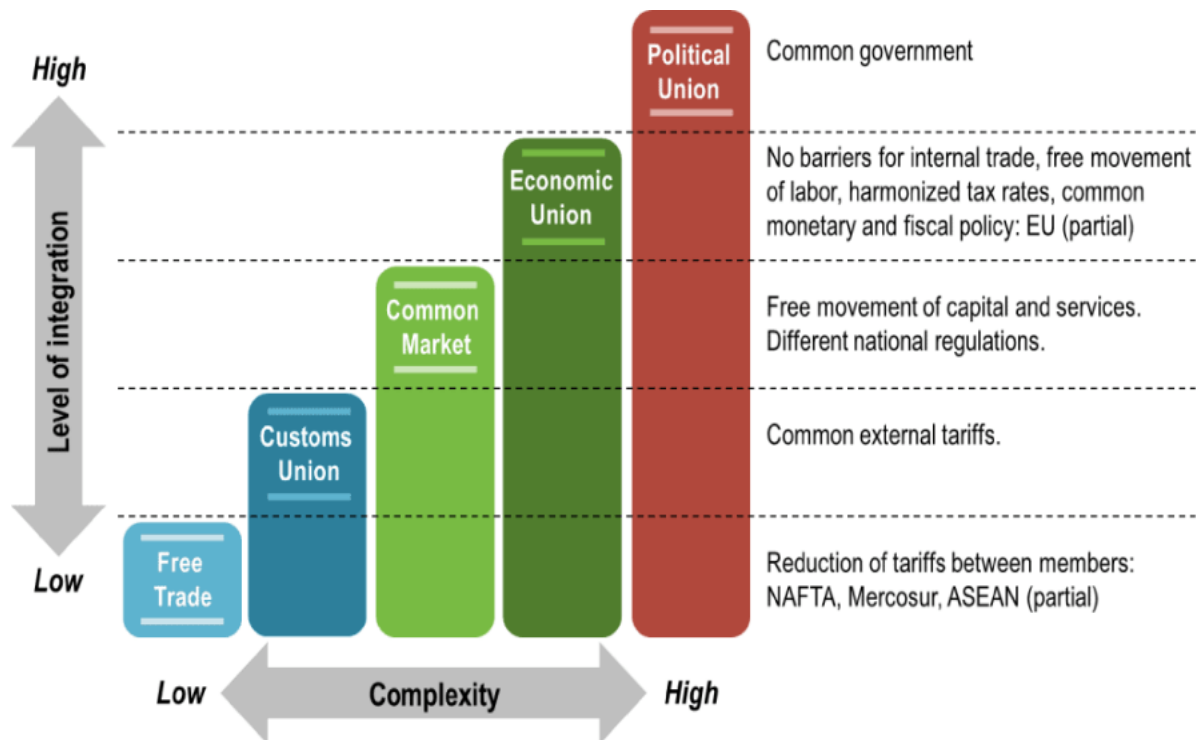 High
Level of integration
Low
Political
Union
Common government
Economic
Union
No barriers for internal trade, free movement
of labor, harmonized tax rates, common
monetary and fiscal policy: EU (partial)
Common
Market
Free movement of capital and services.
Different national regulations.
Customs
Union
Common external tariffs.
Free
Trade
Reduction of tariffs between members:
NAFTA, Mercosur, ASEAN (partial)
Low
Complexity
High